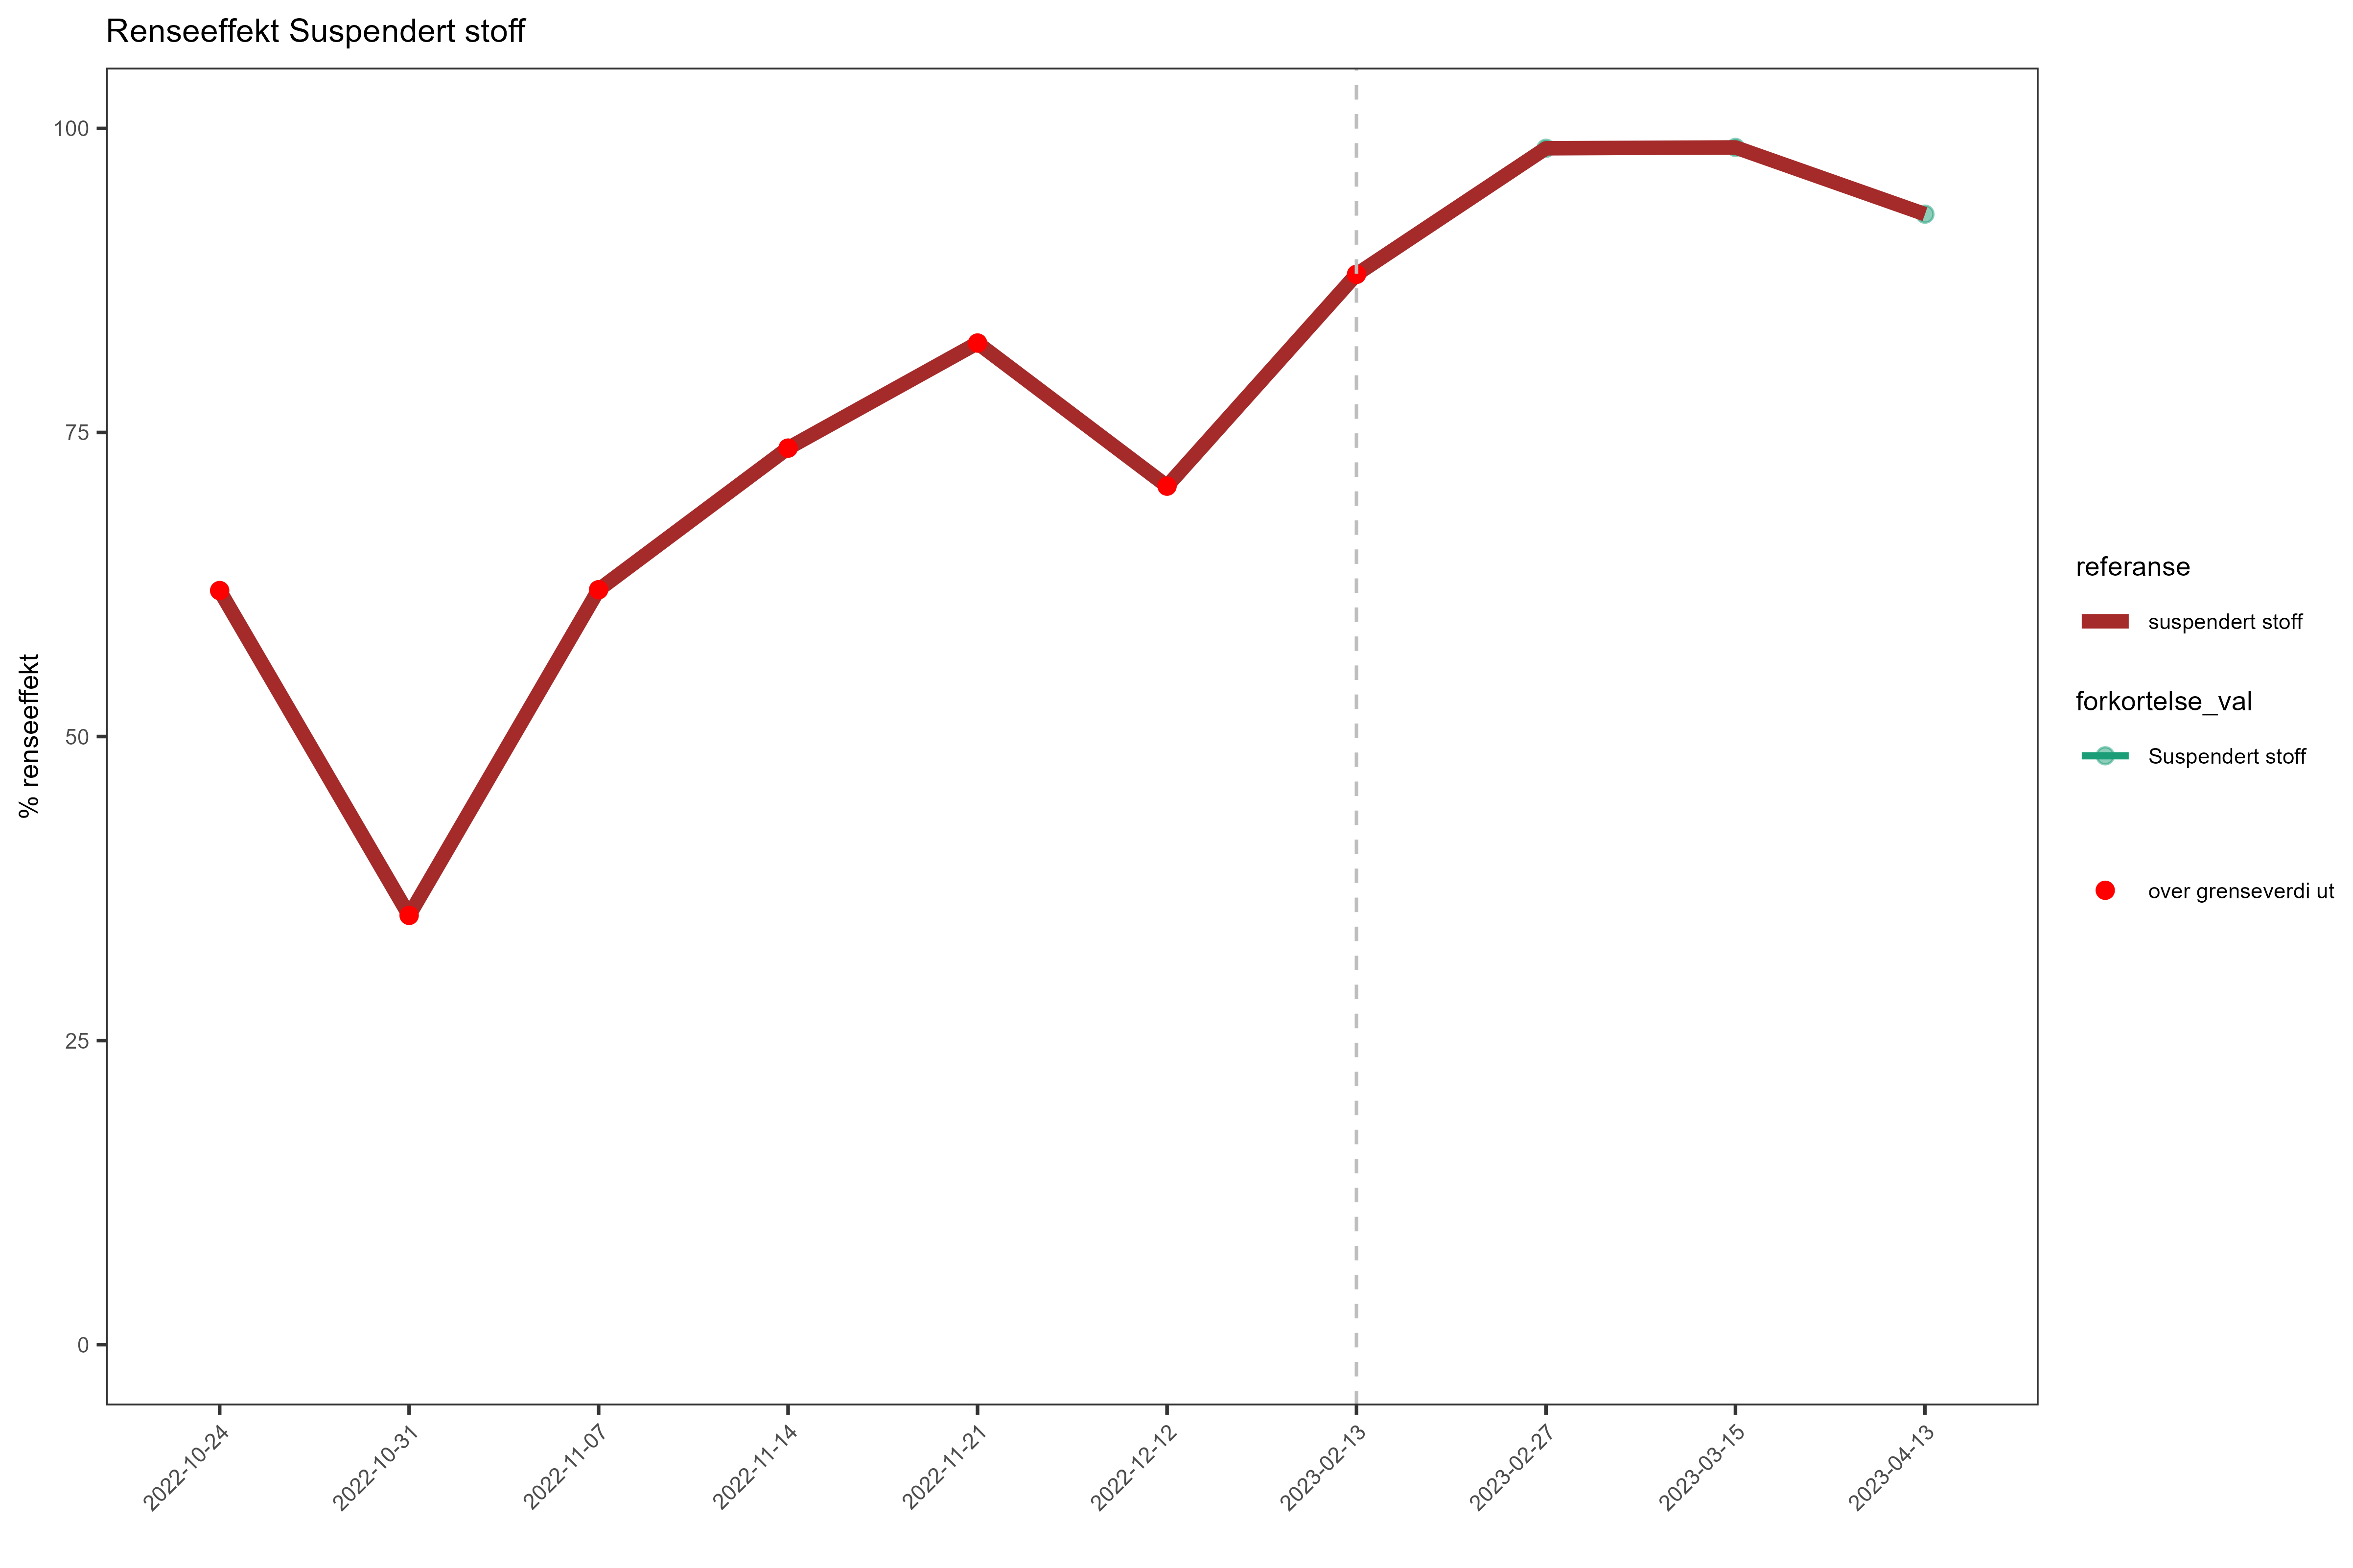 Renseeffekt Suspendert stoff
% renseeffekt
100
75
50
25
0
2022-10-24
2022-10-31
2022-11-07
2022-11-14
2022-11-21
2022-12-12
2023-02-13
2023-02-27
2023-03-15
2023-04-13
referanse
suspendert stoff
forkortelse_val
Suspendert stoff
over grenseverdi ut